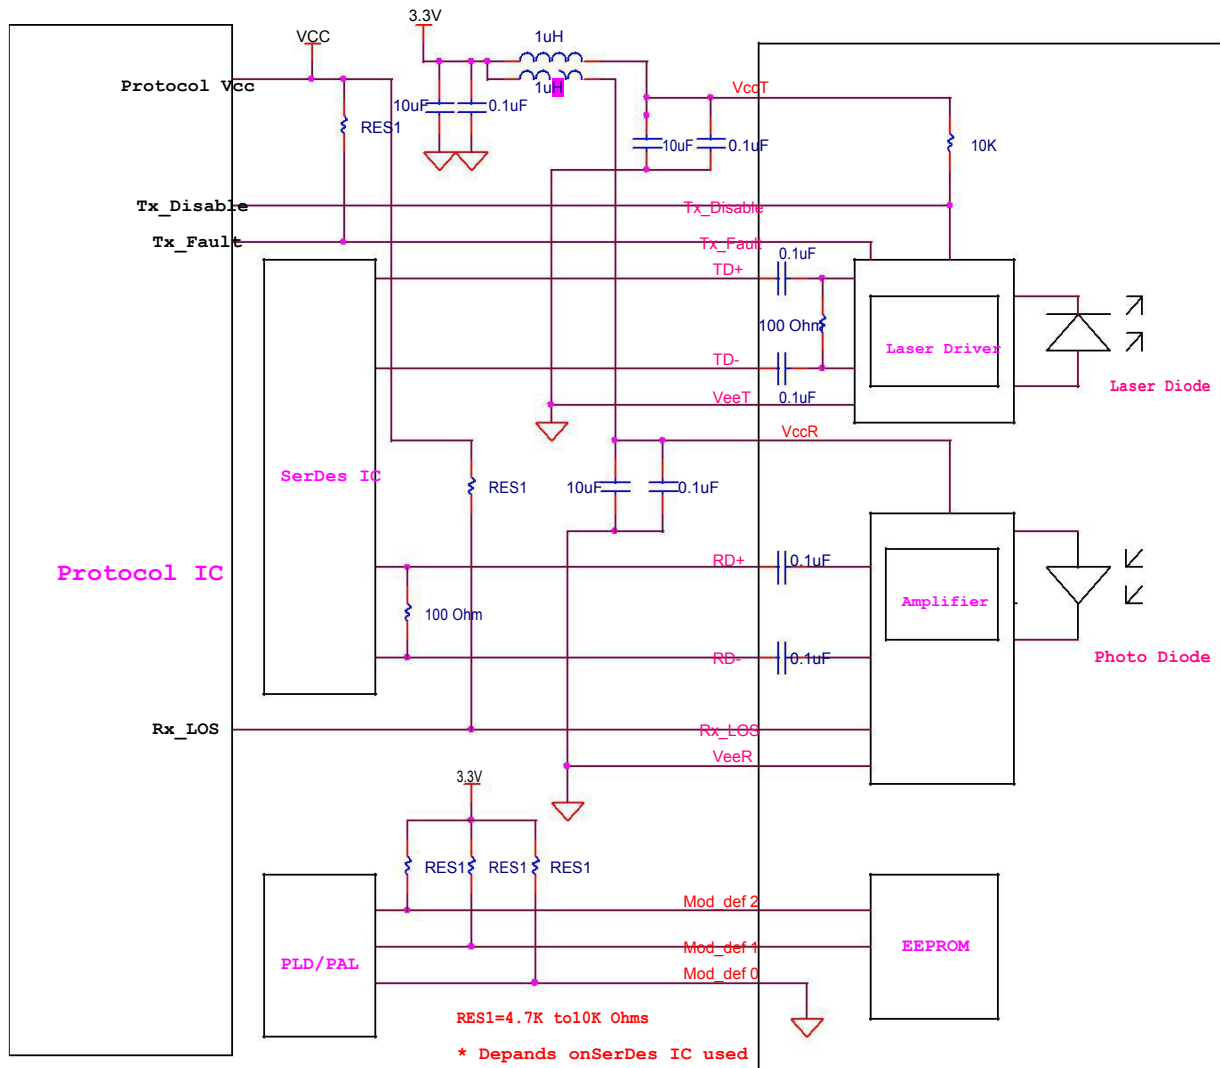 3.3V
VCC
1uH
Protocol Vcc
1uH
VccT
10uF
0.1uF
RES1
10uF
0.1uF
10K
Tx_Disable
Tx_Disable
Tx_Fault
Tx_Fault
0.1uF
TD+
100 Ohm
Laser Driver
TD-
Laser Diode
VeeT
0.1uF
VccR
SerDes IC
RES1
10uF
0.1uF
Protocol IC
RD+
0.1uF
Amplifier
100 Ohm
RD-
0.1uF
Photo Diode
Rx_LOS
Rx_LOS
VeeR
3.3V
RES1
RES1
RES1
Mod_def 2
Mod_def 1
EEPROM
PLD/PAL
Mod_def 0
RES1=4.7K to10K Ohms
* Depands onSerDes IC used